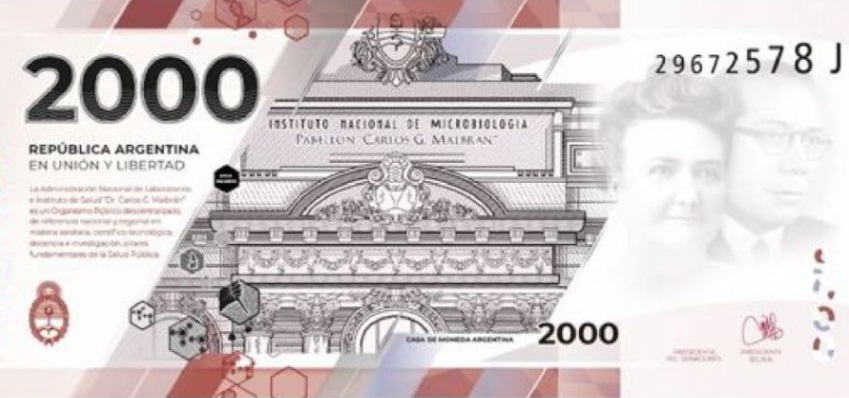 2000
29672578 J
INSTITUTO NACIONAL DE MICROBIOLOGIA
PABELLON "CARLOS G. MALBRAN"
REPÚBLICA ARGENTINA
EN UNIÓN Y LIBERTAD
La Administración Nacional de Laboratorios
e Institutos de Salud "Dr. Carlos G. Malbrán"
es un Organismo Público descentralizado,
de referencia nacional y regional en
materia sanitaria, científico tecnológica,
docencia e investigación, pilares
fundamentales de la Salud Pública.
CASA DE MONEDA ARGENTINA
2000
PRESIDENTA
H.C. SENADORES
PRESIDENTE
B.C.R.A.